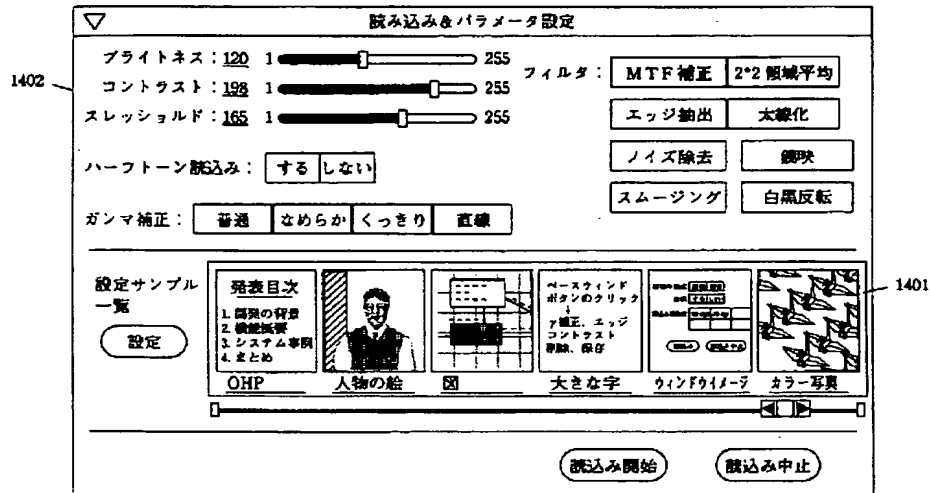 読み込み&パラメータ設定
ブライトネス：120 1 255
コントラスト：198 1 255
スレッショルド：165 1 255
フィルタ：
MTF補正 2*2領域平均
エッジ抽出 太線化
ノイズ除去 鏡映
スムージング 白黒反転
1402
ハーフトーン読込み： する しない
ガンマ補正： 普通 なめらか くっきり 直線
設定サンプル
一覧
設定
発表目次
1. 開発の背景
2. 機能概要
3. システム事例
4. まとめ
OHP
人物の絵
図
ベースウィンド
ボタンのクリック
↓
γ補正、エッジ
コントラスト
削除、保存
大きな字
ウィンドウイメージ
カラー写真
1401
読込み開始 読込み中止